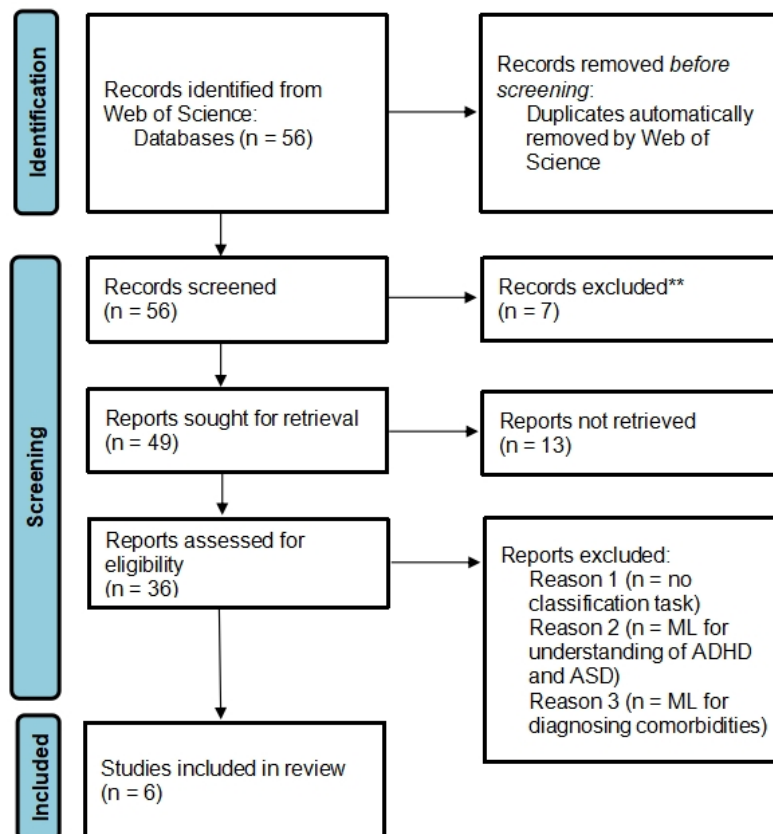 Identification
Records identified from
Web of Science:
Databases (n = 56)
Records removed before
screening:
Duplicates automatically
removed by Web of
Science
Screening
Records screened
(n = 56)
Records excluded**
(n = 7)
Reports sought for retrieval
(n = 49)
Reports not retrieved
(n = 13)
Reports assessed for
eligibility
(n = 36)
Reports excluded:
Reason 1 (n = no
classification task)
Reason 2 (n = ML for
understanding of ADHD
and ASD)
Reason 3 (n = ML for
diagnosing comorbidities)
Included
Studies included in review
(n = 6)